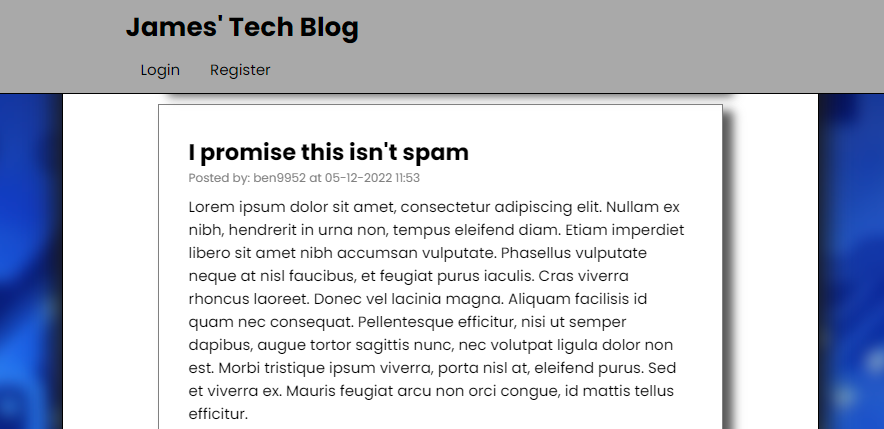 James' Tech Blog
Login Register
I promise this isn't spam
Posted by: ben9952 at 05-12-2022 11:53
Lorem ipsum dolor sit amet, consectetur adipiscing elit. Nullam ex
nibh, hendrerit in urna non, tempus eleifend diam. Etiam imperdiet
libero sit amet nibh accumsan vulputate. Phasellus vulputate
neque at nisl faucibus, et feugiat purus iaculis. Cras viverra
rhoncus laoreet. Donec vel lacinia magna. Aliquam facilisis id
quam nec consequat. Pellentesque efficitur, nisi ut semper
dapibus, augue tortor sagittis nunc, nec volutpat ligula dolor non
est. Morbi tristique ipsum viverra, porta nisl at, eleifend purus. Sed
et viverra ex. Mauris feugiat arcu non orci congue, id mattis tellus
efficitur.